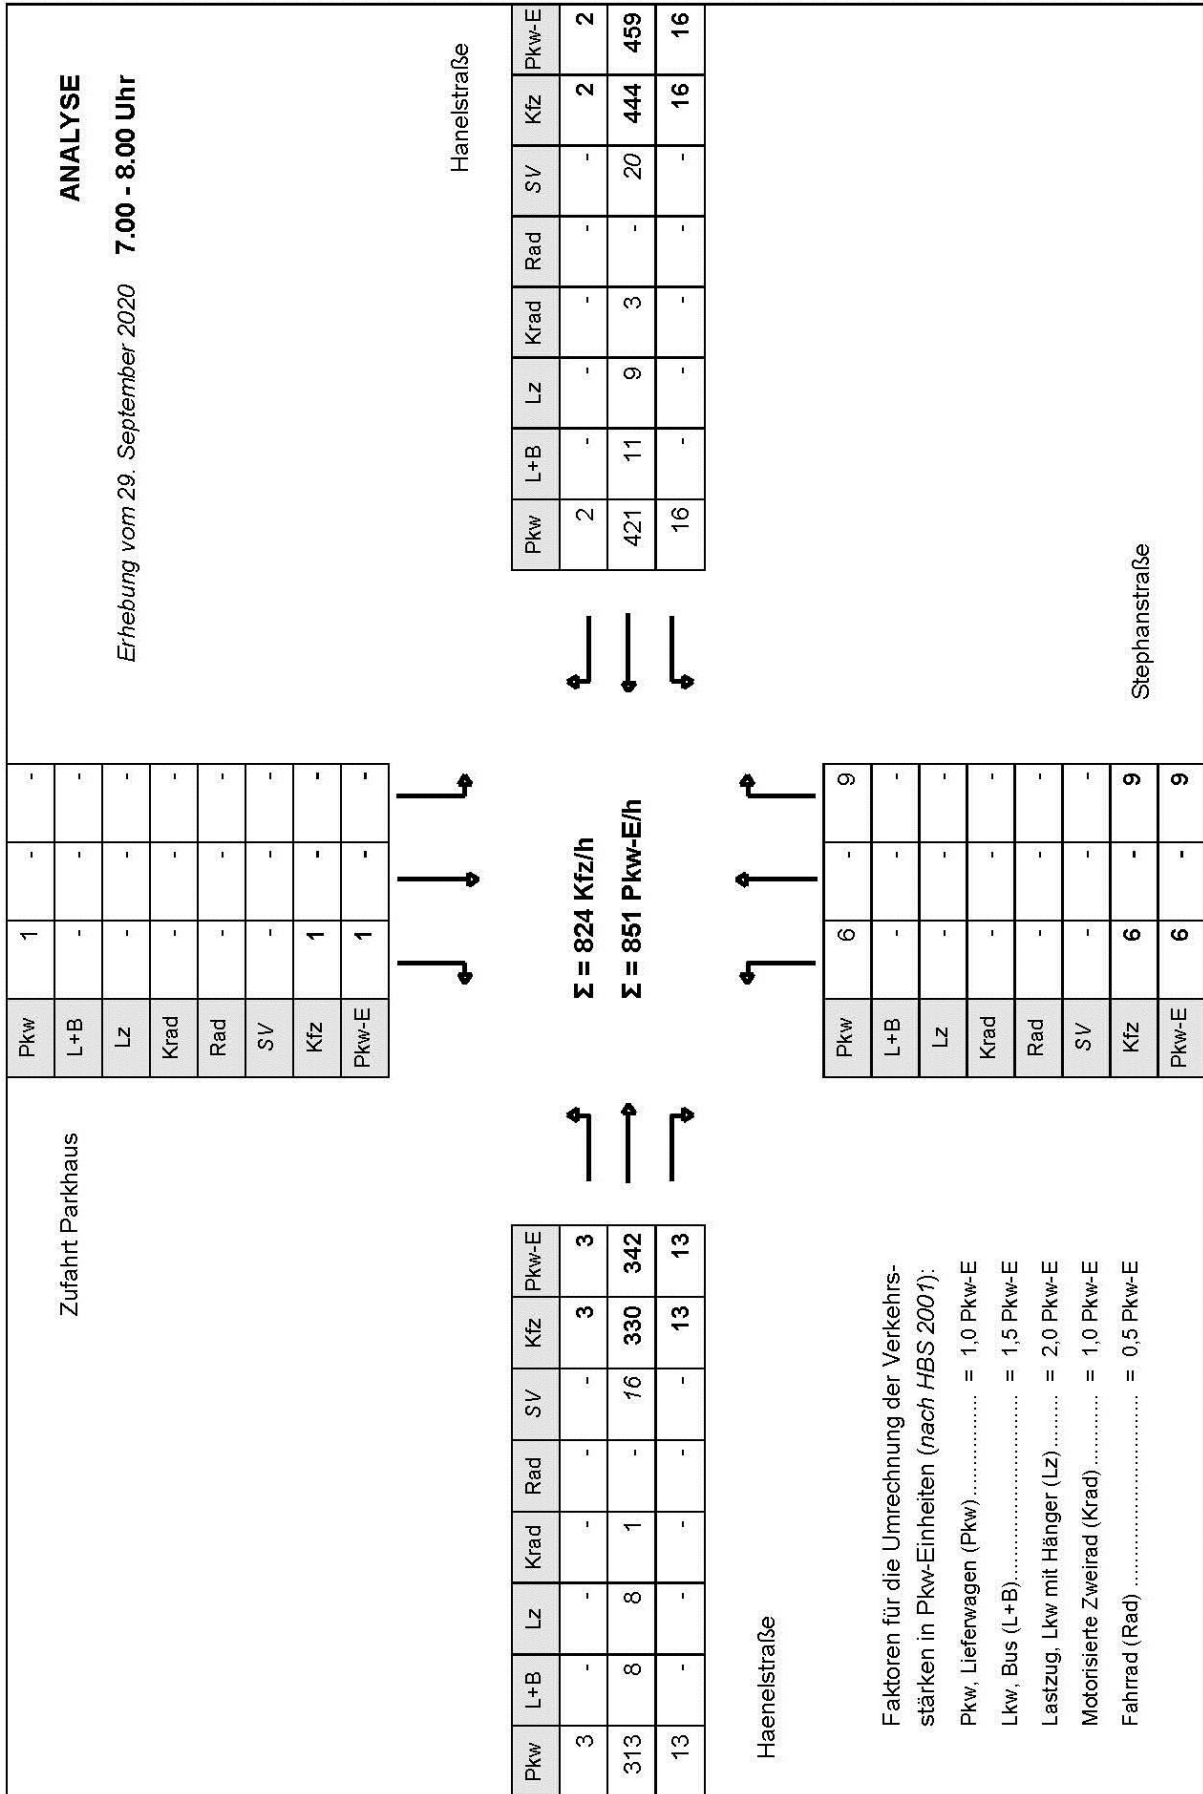 ANALYSE
Erhebung vom 29. September 2020 7.00 - 8.00 Uhr
Zufahrt Parkhaus
Pkw 1 - -
L+B - - -
Lz - - -
Krad - - -
Rad - - -
SV - - -
Kfz 1 - -
Pkw-E 1 - -
Hanelstraße
Pkw L+B Lz Krad Rad SV Kfz Pkw-E
3 - - - - - 3 3
313 8 8 1 - 16 330 342
13 - - - - - 13 13
Σ = 824 Kfz/h
Σ = 851 Pkw-E/h
Pkw L+B Lz Krad Rad SV Kfz Pkw-E
2 - - - - - 2 2
421 11 9 3 - 20 444 459
16 - - - - - 16 16
Haenelstraße
Pkw 6 - 9
L+B - - -
Lz - - -
Krad - - -
Rad - - -
SV - - -
Kfz 6 - 9
Pkw-E 6 - 9
Stephanstraße
Faktoren für die Umrechnung der Verkehrs-
stärken in Pkw-Einheiten (nach HBS 2001):
Pkw, Lieferwagen (Pkw).................. = 1,0 Pkw-E
Lkw, Bus (L+B)................................ = 1,5 Pkw-E
Lastzug, Lkw mit Hänger (Lz) ......... = 2,0 Pkw-E
Motorisierte Zweirad (Krad) ............ = 1,0 Pkw-E
Fahrrad (Rad) ................................. = 0,5 Pkw-E